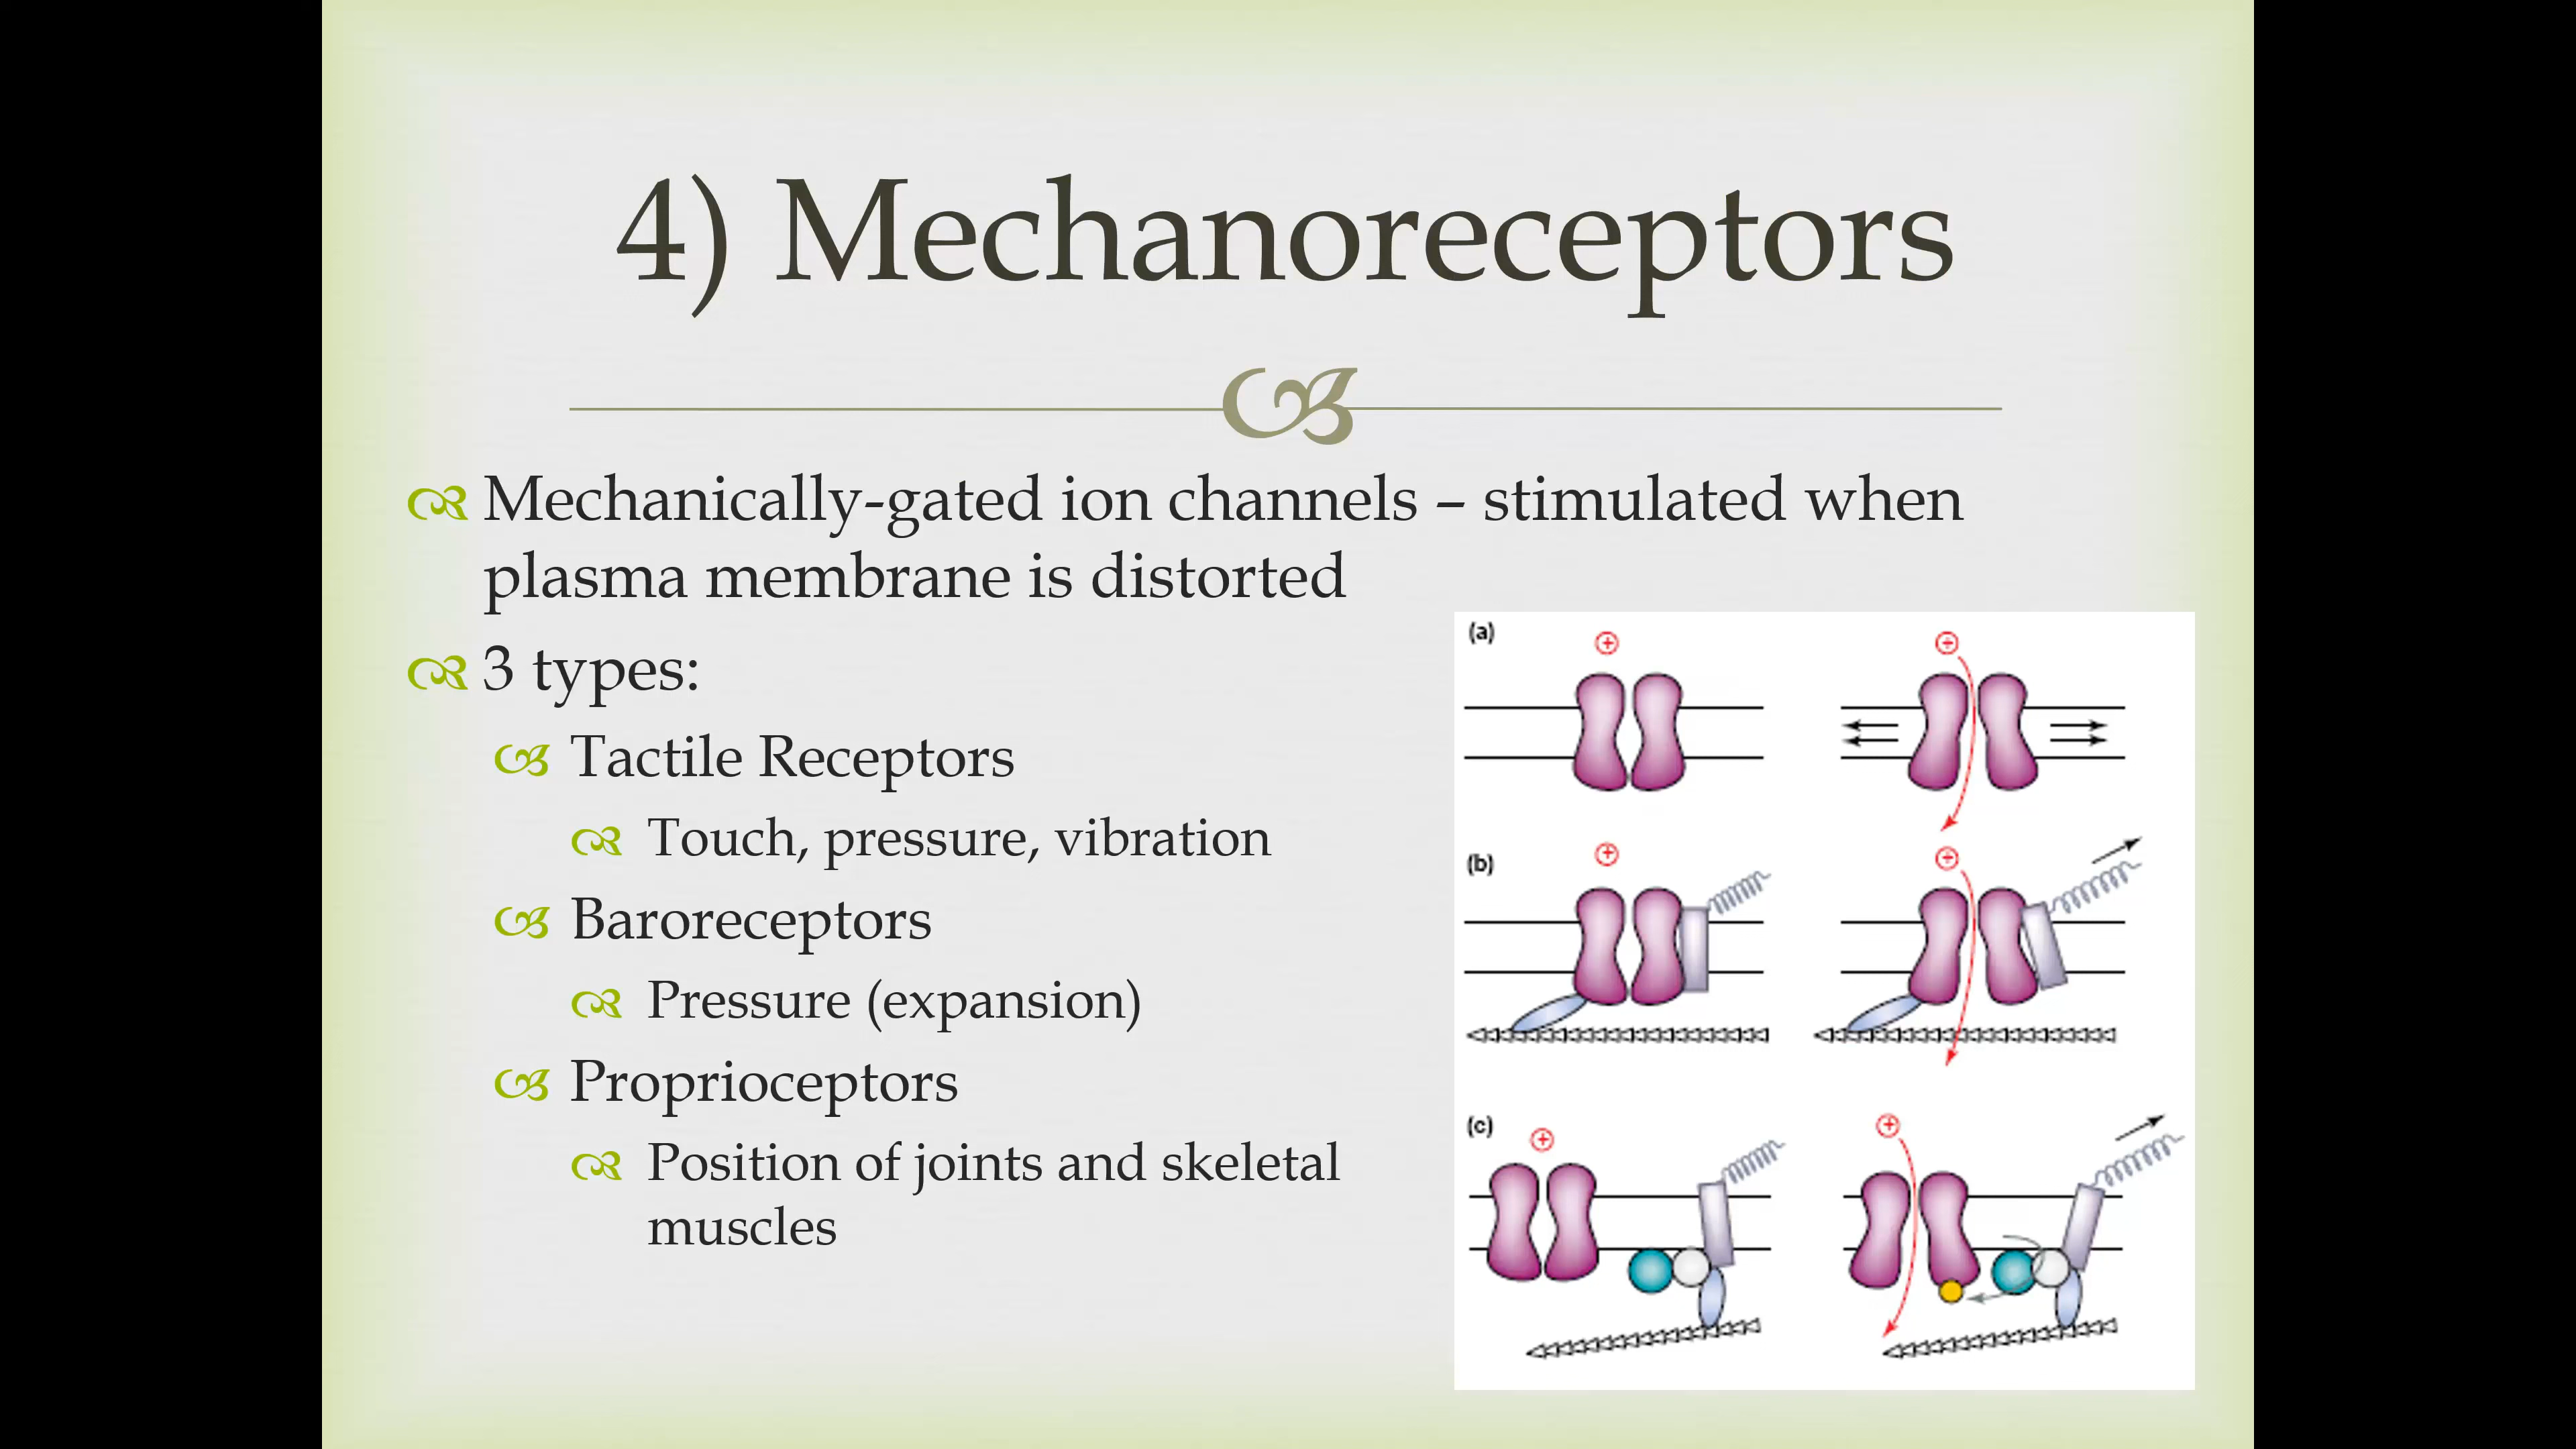 4) Mechanoreceptors
Mechanically-gated ion channels – stimulated when
plasma membrane is distorted
3 types:
Tactile Receptors
Touch, pressure, vibration
Baroreceptors
Pressure (expansion)
Proprioceptors
Position of joints and skeletal
muscles
(a)
(b)
(c)